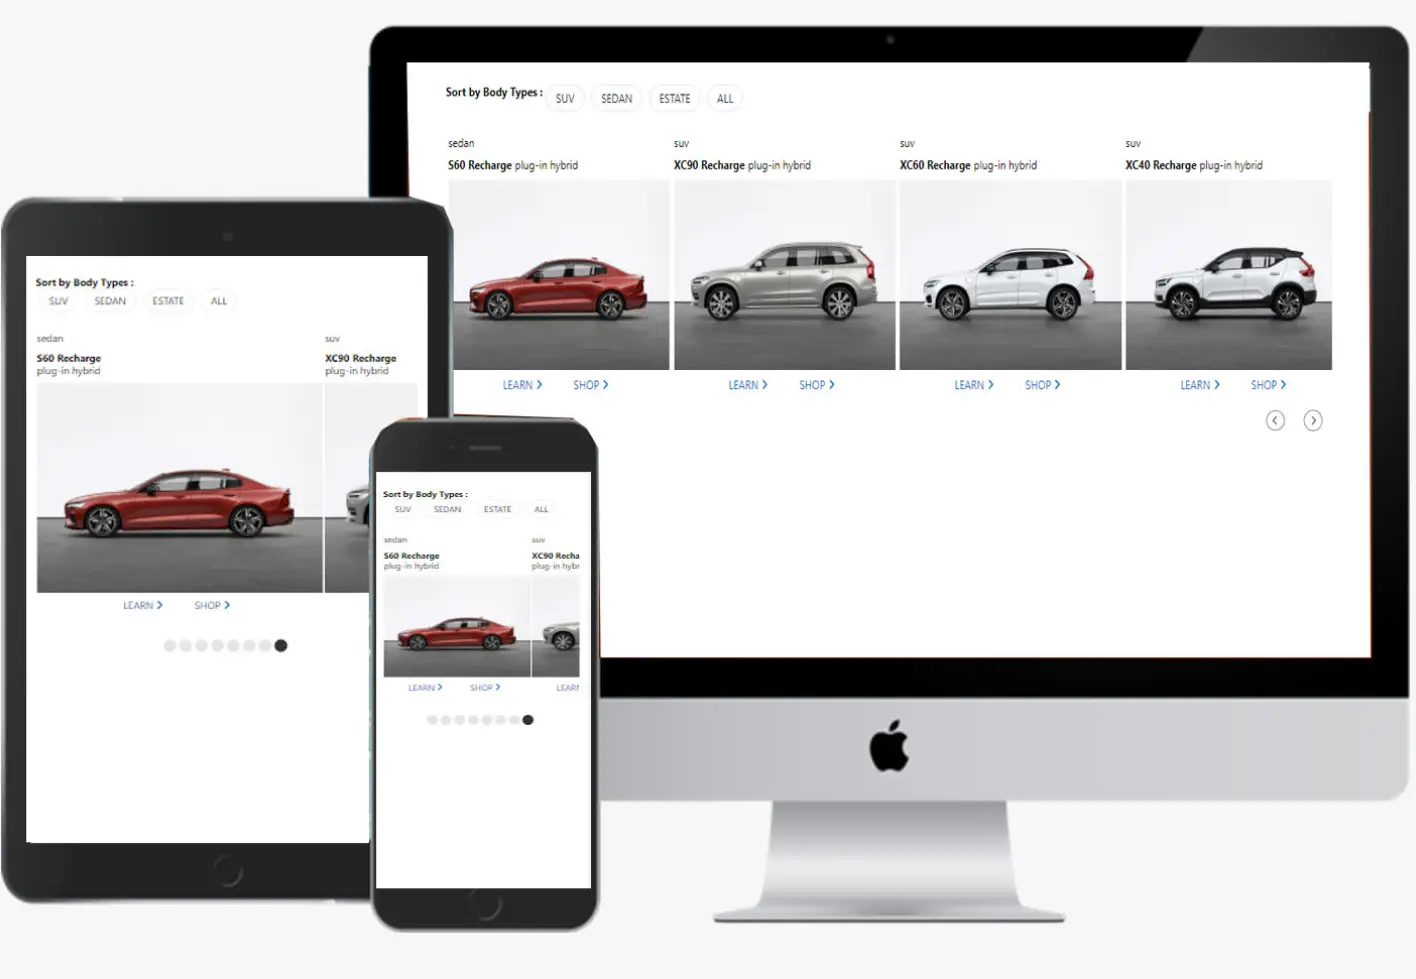 Sort by Body Types : SUV SEDAN ESTATE ALL
sedan
S60 Recharge plug-in hybrid
LEARN SHOP
suv
XC90 Recharge plug-in hybrid
LEARN SHOP
suv
XC60 Recharge plug-in hybrid
LEARN SHOP
suv
XC40 Recharge plug-in hybrid
LEARN SHOP
Sort by Body Types :
SUV SEDAN ESTATE ALL
sedan
S60 Recharge
plug-in hybrid
LEARN SHOP
suv
XC90 Recharge
plug-in hybrid
Sort by Body Types :
SUV SEDAN ESTATE ALL
sedan
S60 Recharge
plug-in hybrid
LEARN SHOP
suv
XC90 Recha
plug-in hybr
LEARN